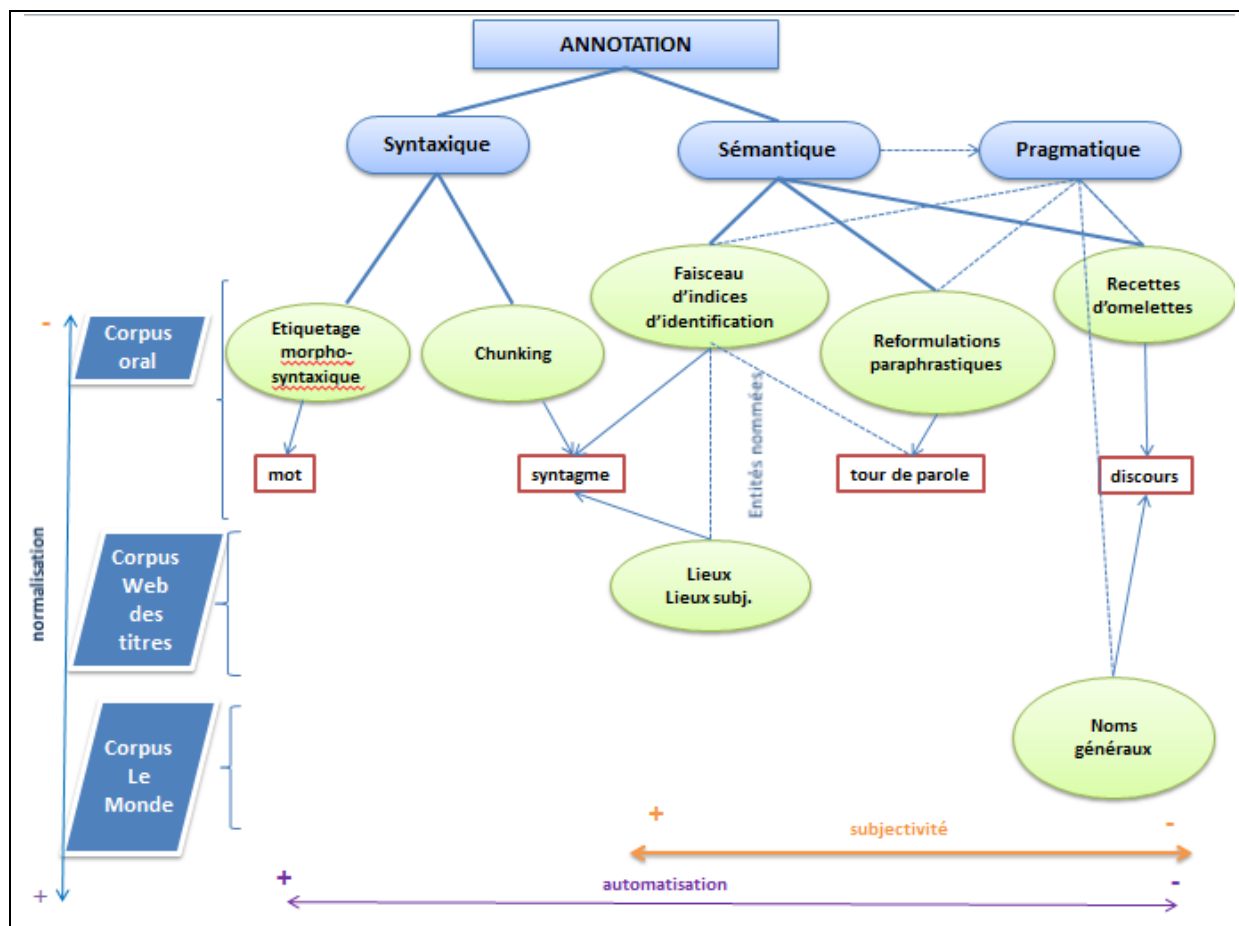 ANNOTATION
Syntaxique
Sémantique
Pragmatique
Faisceau
d'indices
d'identification
Recettes
d'omelettes
-
Corpus
oral
Etiquetage
morpho-
syntaxique
Chunking
Reformulations
paraphrastiques
Entités nommées
mot
syntagme
tour de parole
discours
normalisation
Corpus
Web
des
titres
Lieux
Lieux subj.
Corpus
Le
Monde
Noms
généraux
+
subjectivité
-
+
automatisation
-
+